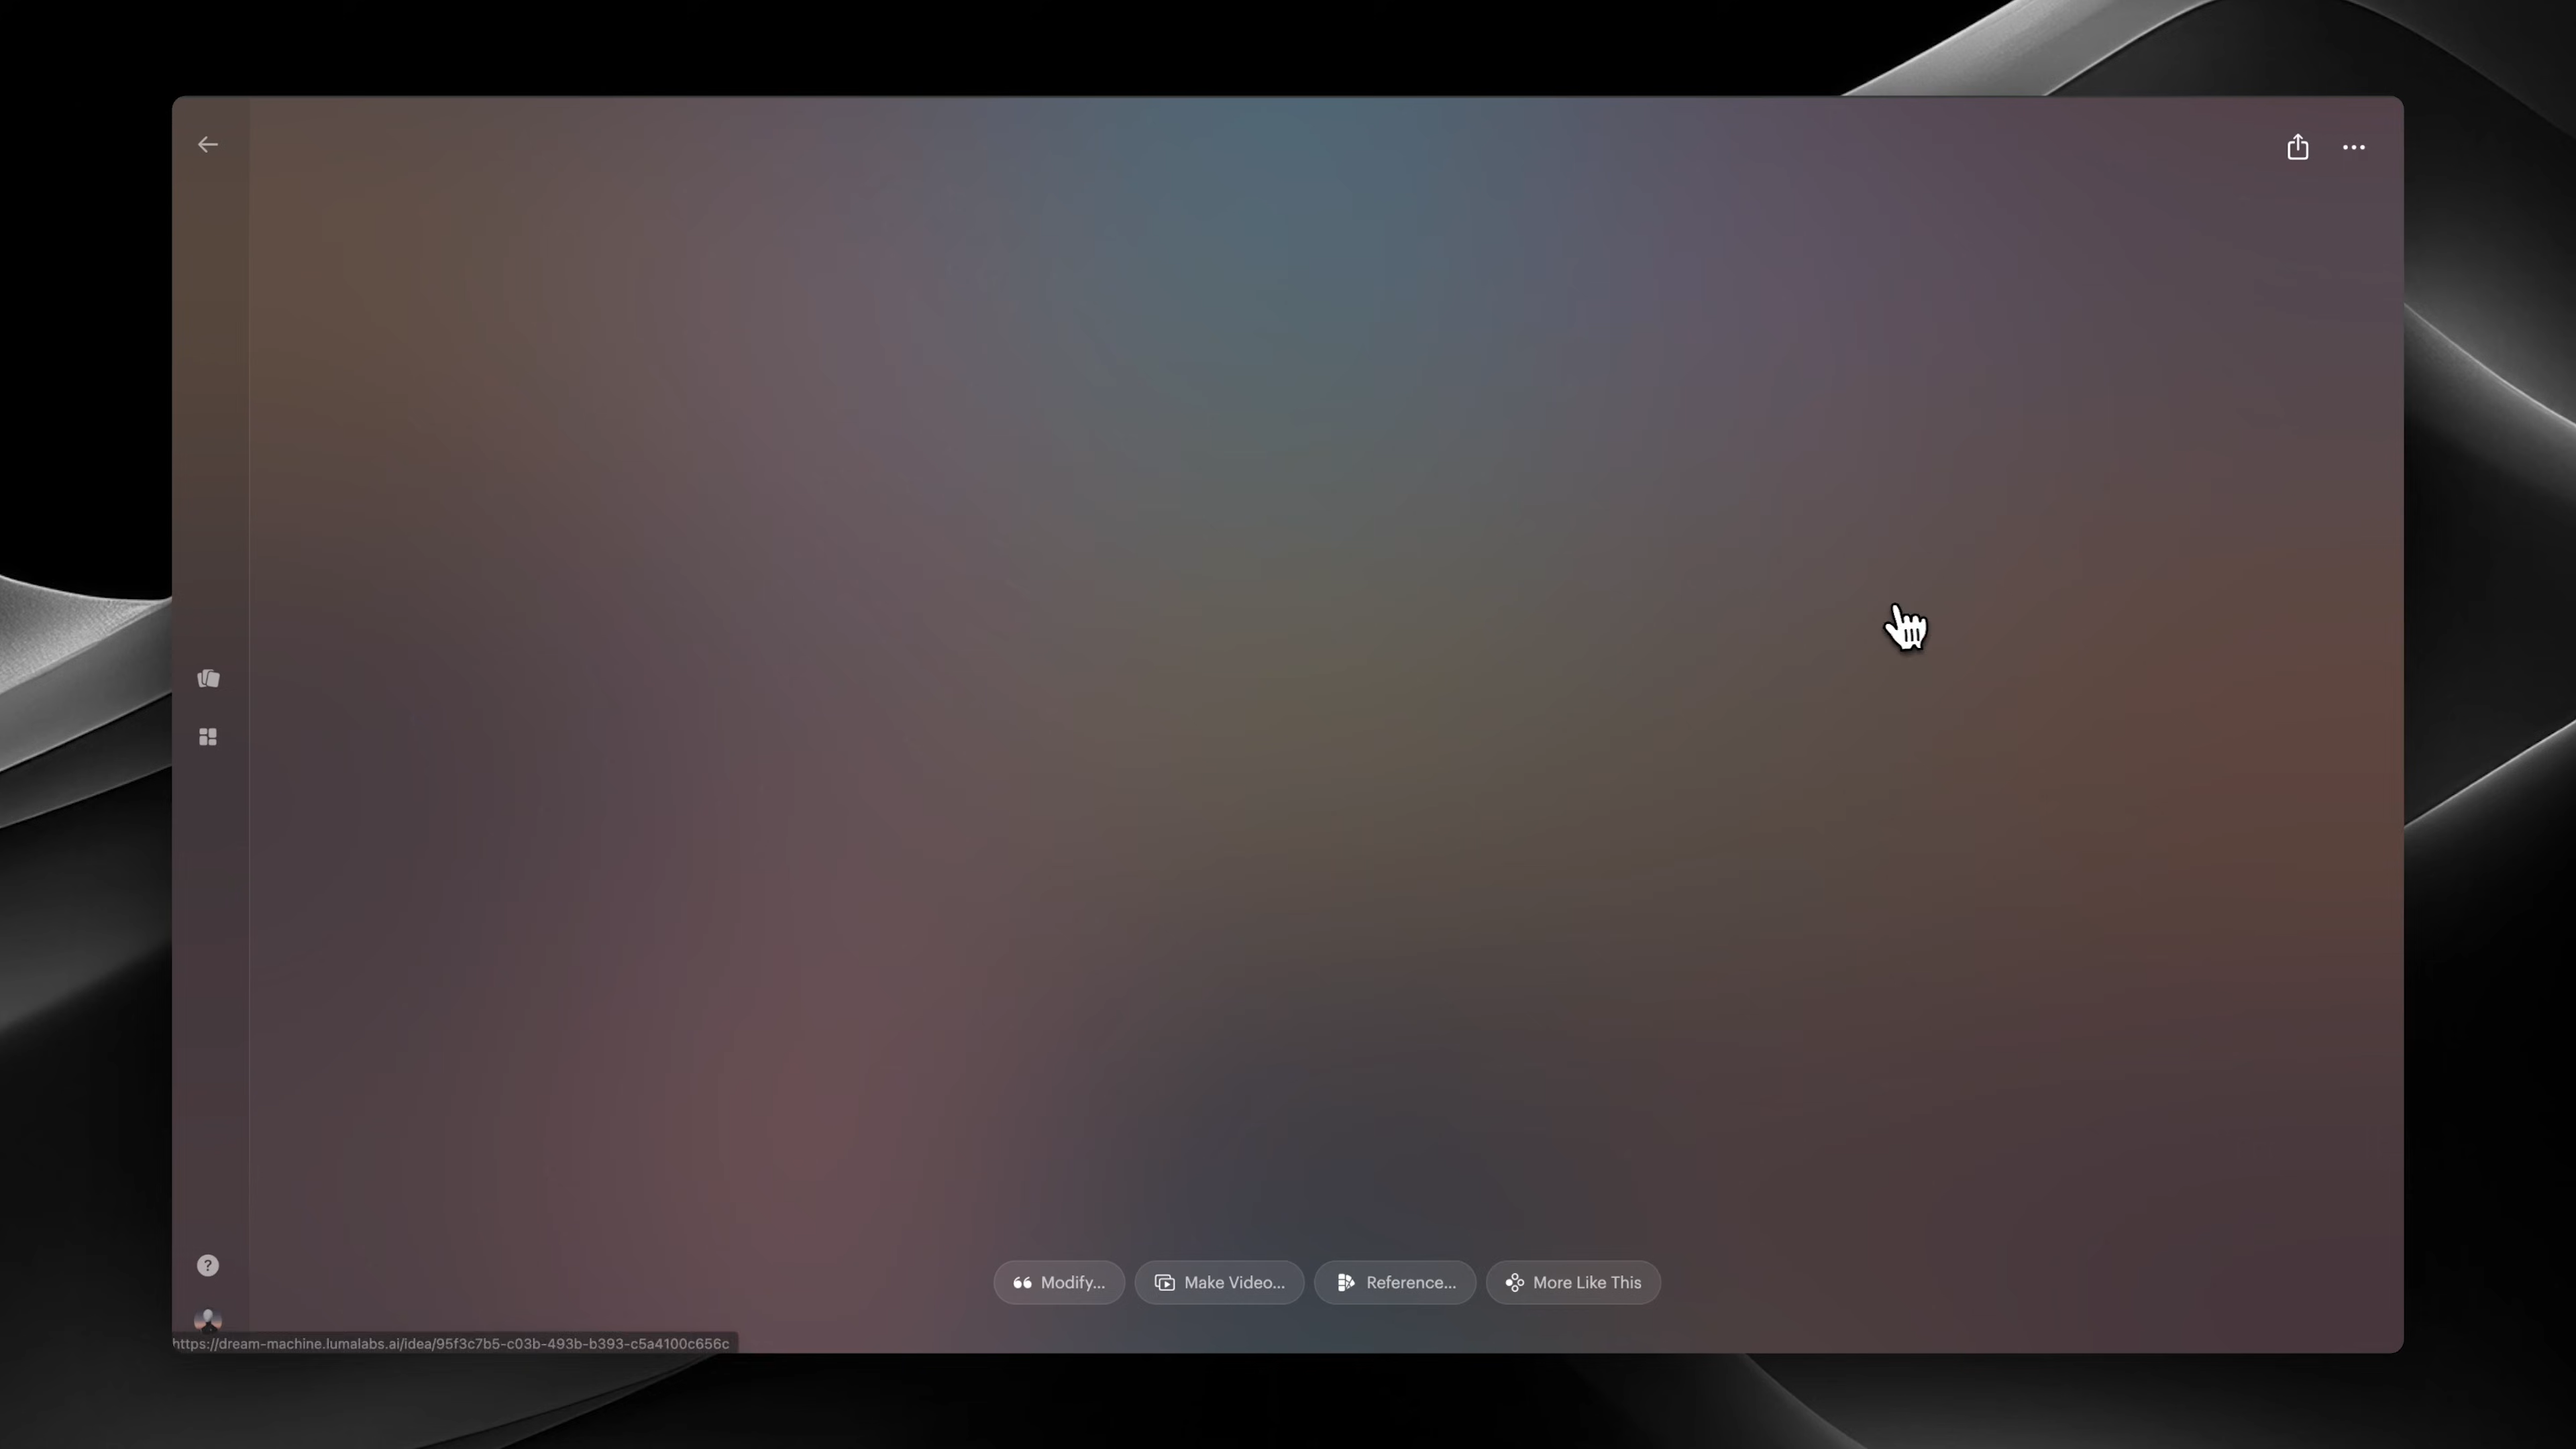 Modify...
Make Video...
Reference...
More Like This
?
https://dream-machine.lumalabs.ai/idea/95f3c7b5-c03b-493b-b393-c5a4100c656c